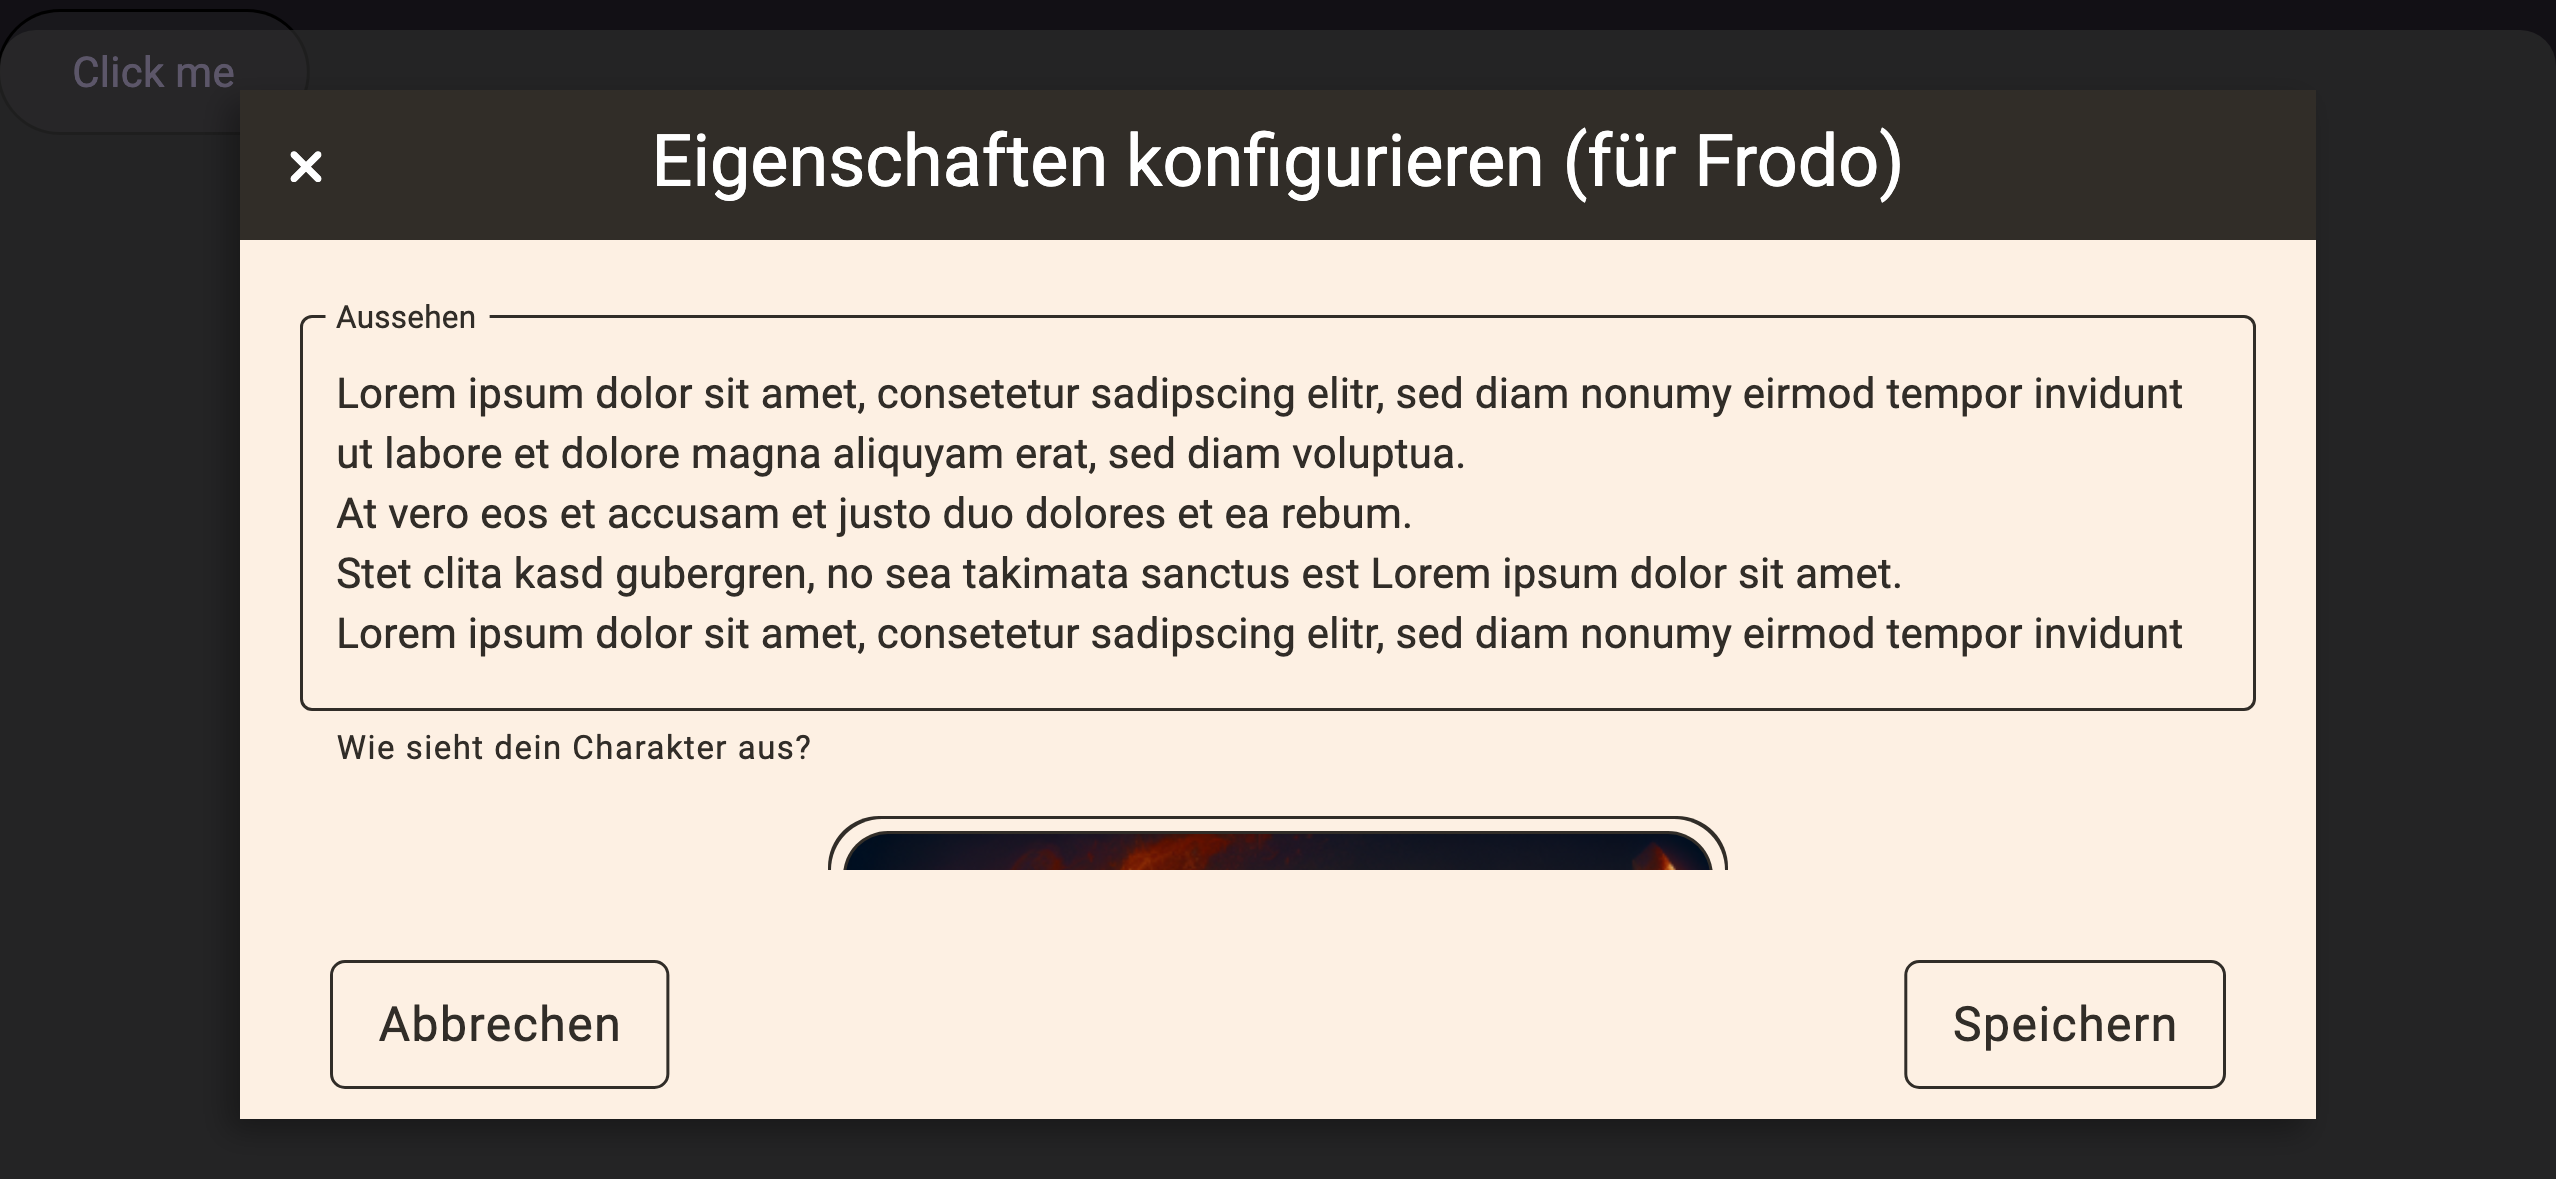 Click me
Eigenschaften konfigurieren (für Frodo)
Aussehen
Lorem ipsum dolor sit amet, consetetur sadipscing elitr, sed diam nonumy eirmod tempor invidunt
ut labore et dolore magna aliquyam erat, sed diam voluptua.
At vero eos et accusam et justo duo dolores et ea rebum.
Stet clita kasd gubergren, no sea takimata sanctus est Lorem ipsum dolor sit amet.
Lorem ipsum dolor sit amet, consetetur sadipscing elitr, sed diam nonumy eirmod tempor invidunt
Wie sieht dein Charakter aus?
Abbrechen
Speichern